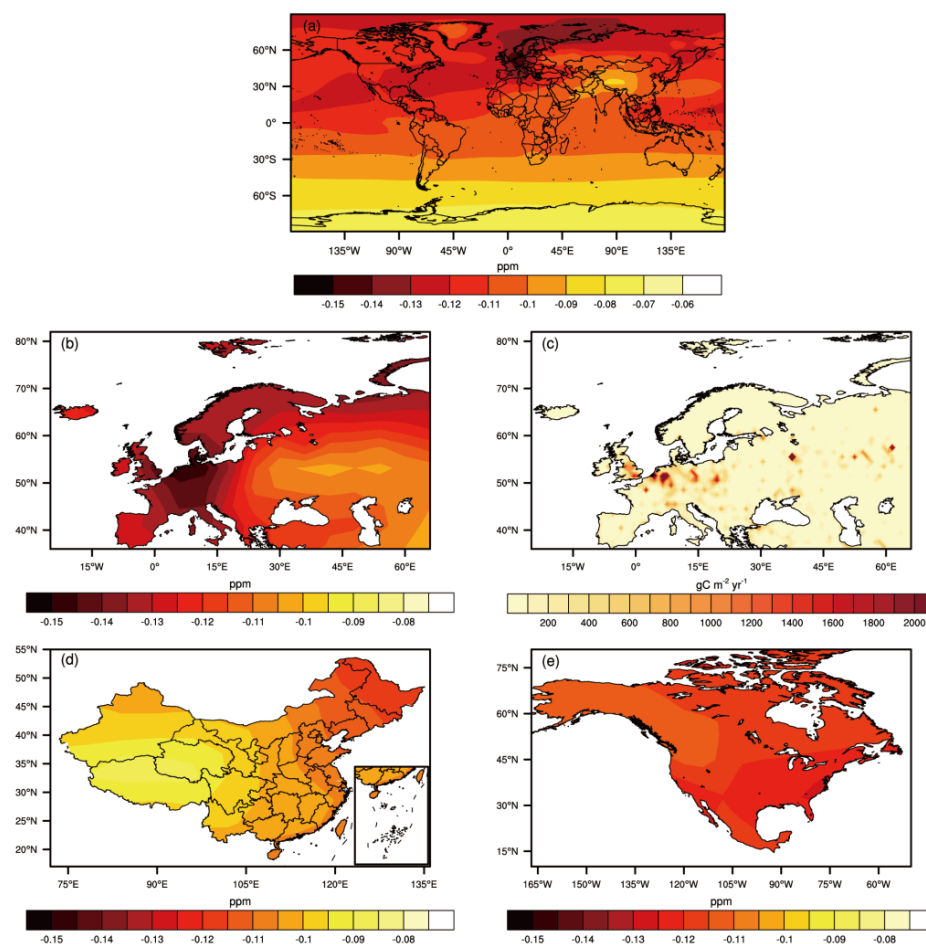 (a)
60°N
30°N
0°
30°S
60°S
135°W 90°W 45°W 0° 45°E 90°E 135°E
ppm
-0.15 -0.14 -0.13 -0.12 -0.11 -0.1 -0.09 -0.08 -0.07 -0.06
(b)
80°N
70°N
60°N
50°N
40°N
15°W 0° 15°E 30°E 45°E 60°E
ppm
-0.15 -0.14 -0.13 -0.12 -0.11 -0.1 -0.09 -0.08
(c)
80°N
70°N
60°N
50°N
40°N
15°W 0° 15°E 30°E 45°E 60°E
gC m⁻² yr⁻¹
200 400 600 800 1000 1200 1400 1600 1800 2000
(d)
55°N
50°N
45°N
40°N
35°N
30°N
25°N
20°N
75°E 90°E 105°E 120°E 135°E
ppm
-0.15 -0.14 -0.13 -0.12 -0.11 -0.1 -0.09 -0.08
(e)
75°N
60°N
45°N
30°N
15°N
165°W 150°W 135°W 120°W 105°W 90°W 75°W 60°W
ppm
-0.15 -0.14 -0.13 -0.12 -0.11 -0.1 -0.09 -0.08